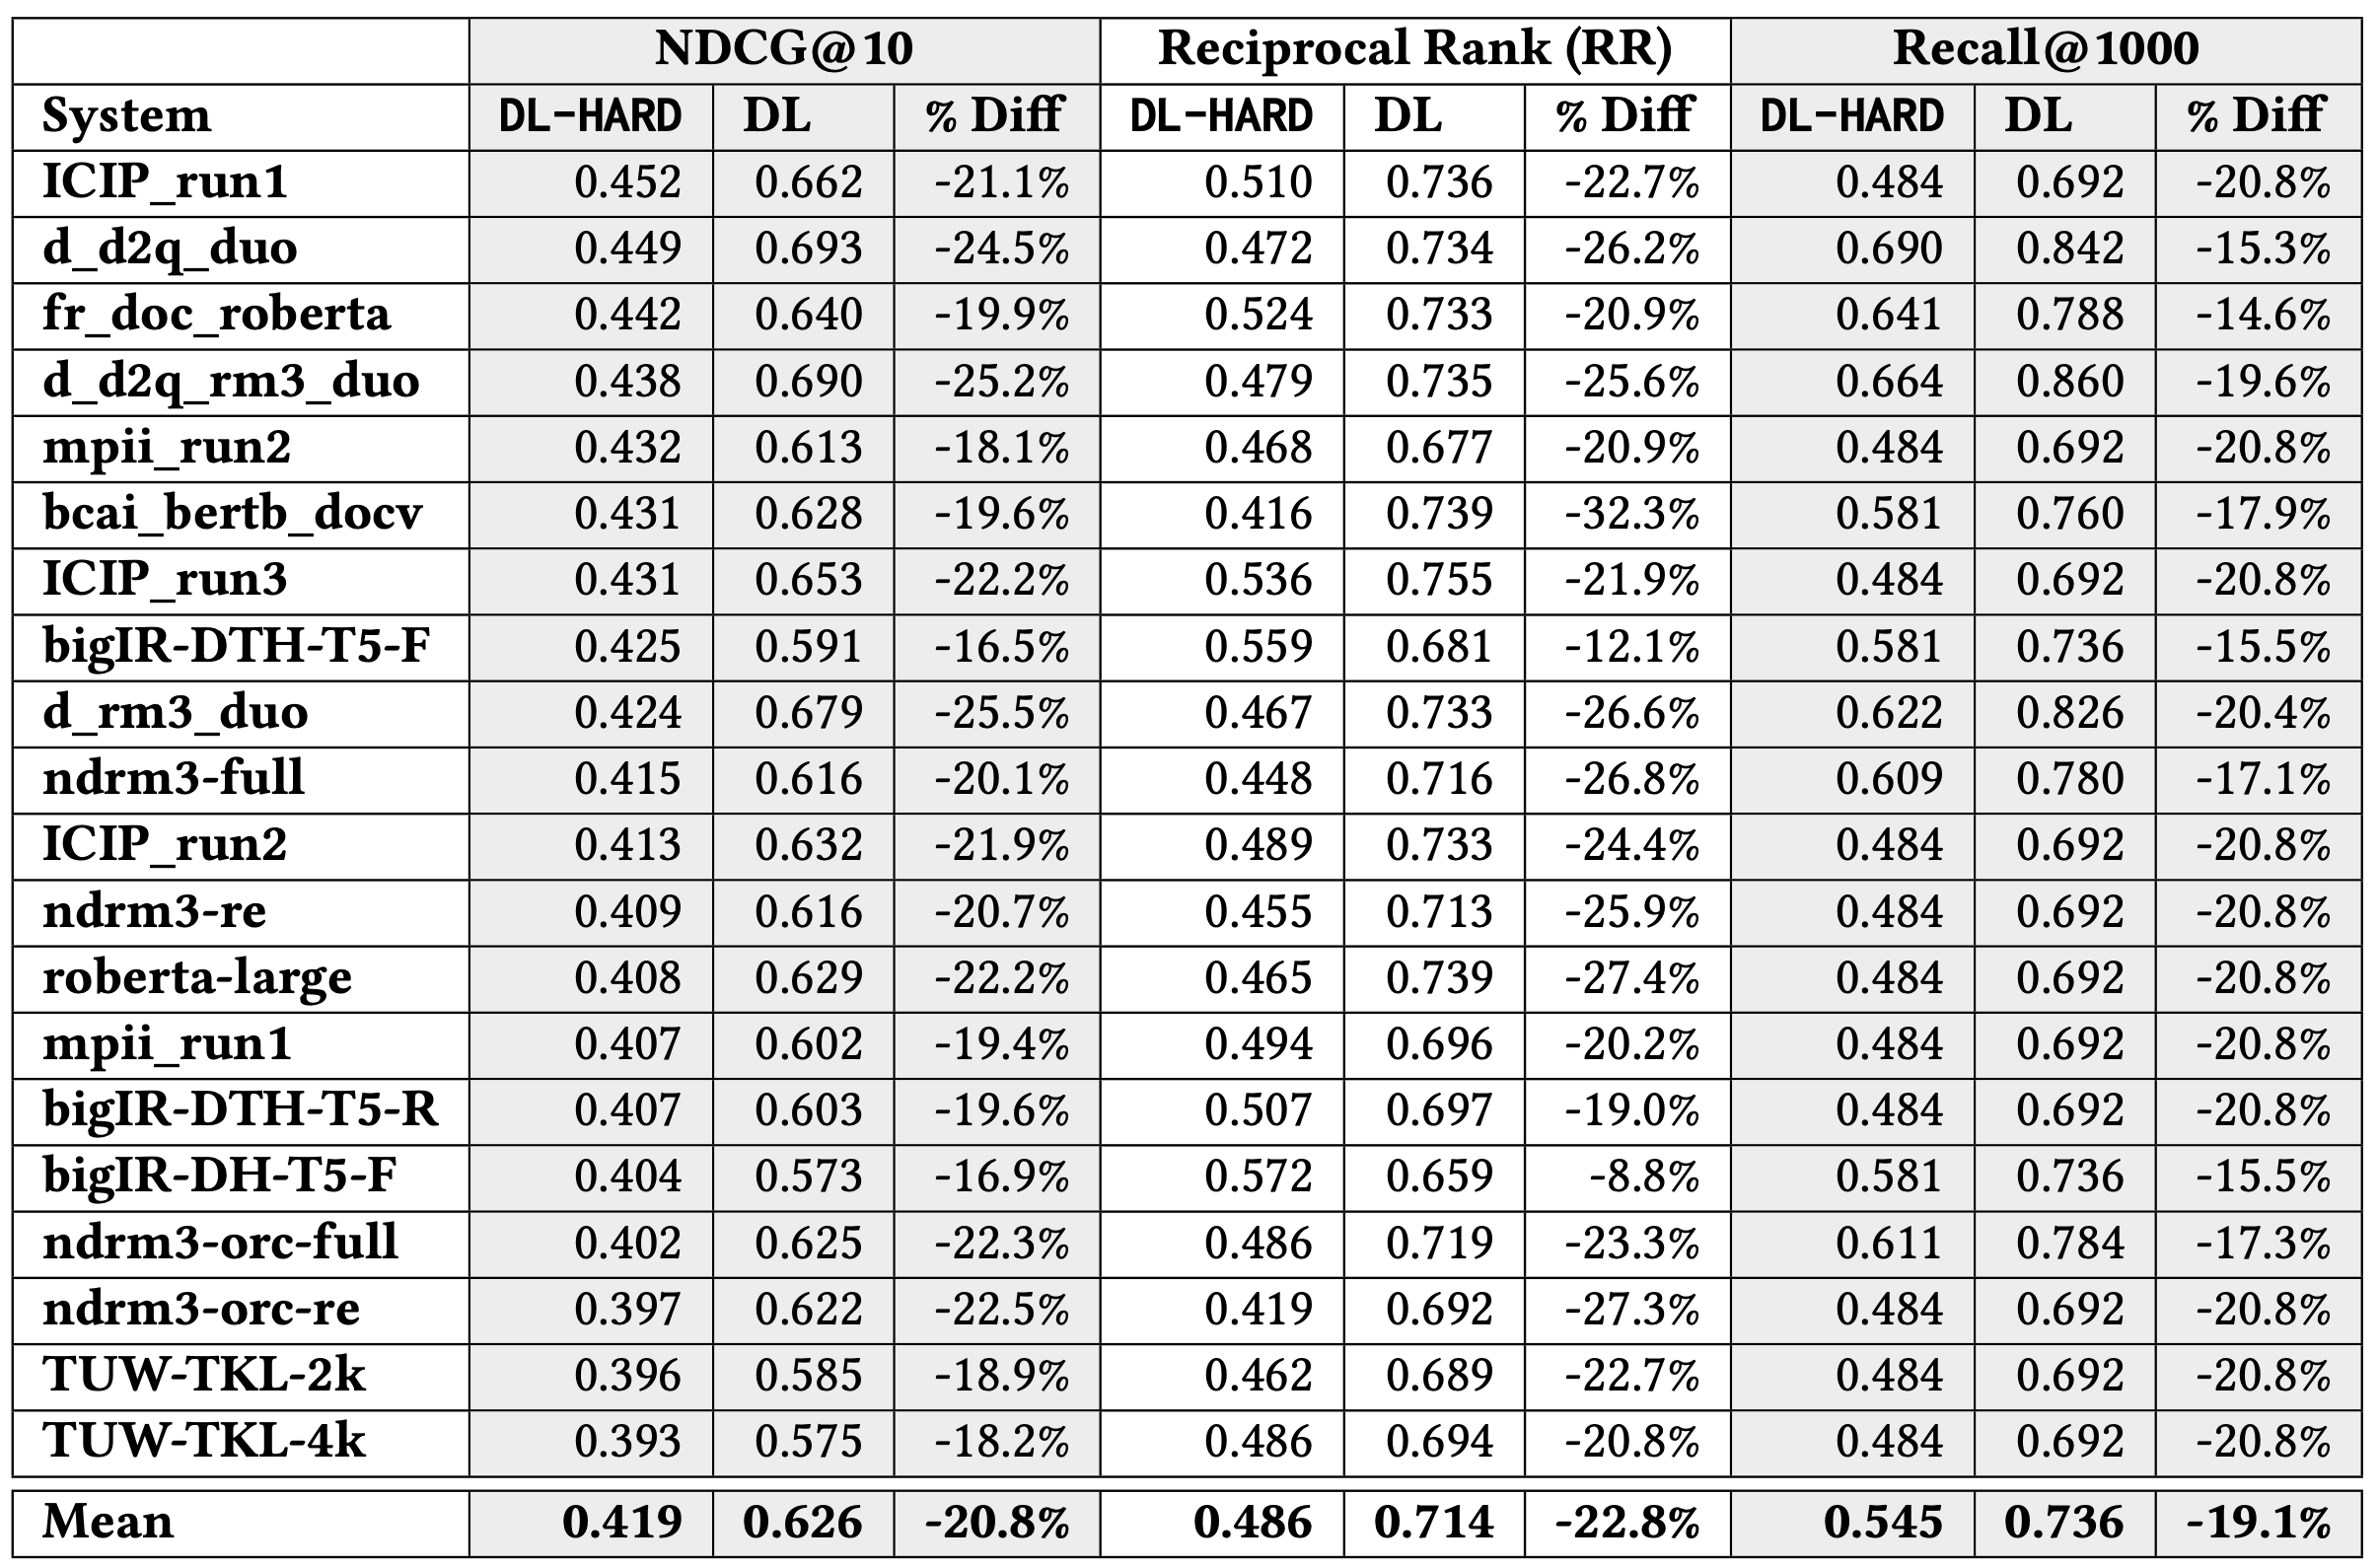 NDCG@10 Reciprocal Rank (RR) Recall@1000
System DL-HARD DL % Diff DL-HARD DL % Diff DL-HARD DL % Diff
ICIP_run1 0.452 0.662 -21.1% 0.510 0.736 -22.7% 0.484 0.692 -20.8%
d_d2q_duo 0.449 0.693 -24.5% 0.472 0.734 -26.2% 0.690 0.842 -15.3%
fr_doc_roberta 0.442 0.640 -19.9% 0.524 0.733 -20.9% 0.641 0.788 -14.6%
d_d2q_rm3_duo 0.438 0.690 -25.2% 0.479 0.735 -25.6% 0.664 0.860 -19.6%
mpii_run2 0.432 0.613 -18.1% 0.468 0.677 -20.9% 0.484 0.692 -20.8%
bcai_bertb_docv 0.431 0.628 -19.6% 0.416 0.739 -32.3% 0.581 0.760 -17.9%
ICIP_run3 0.431 0.653 -22.2% 0.536 0.755 -21.9% 0.484 0.692 -20.8%
bigIR-DTH-T5-F 0.425 0.591 -16.5% 0.559 0.681 -12.1% 0.581 0.736 -15.5%
d_rm3_duo 0.424 0.679 -25.5% 0.467 0.733 -26.6% 0.622 0.826 -20.4%
ndrm3-full 0.415 0.616 -20.1% 0.448 0.716 -26.8% 0.609 0.780 -17.1%
ICIP_run2 0.413 0.632 -21.9% 0.489 0.733 -24.4% 0.484 0.692 -20.8%
ndrm3-re 0.409 0.616 -20.7% 0.455 0.713 -25.9% 0.484 0.692 -20.8%
roberta-large 0.408 0.629 -22.2% 0.465 0.739 -27.4% 0.484 0.692 -20.8%
mpii_run1 0.407 0.602 -19.4% 0.494 0.696 -20.2% 0.484 0.692 -20.8%
bigIR-DTH-T5-R 0.407 0.603 -19.6% 0.507 0.697 -19.0% 0.484 0.692 -20.8%
bigIR-DH-T5-F 0.404 0.573 -16.9% 0.572 0.659 -8.8% 0.581 0.736 -15.5%
ndrm3-orc-full 0.402 0.625 -22.3% 0.486 0.719 -23.3% 0.611 0.784 -17.3%
ndrm3-orc-re 0.397 0.622 -22.5% 0.419 0.692 -27.3% 0.484 0.692 -20.8%
TUW-TKL-2k 0.396 0.585 -18.9% 0.462 0.689 -22.7% 0.484 0.692 -20.8%
TUW-TKL-4k 0.393 0.575 -18.2% 0.486 0.694 -20.8% 0.484 0.692 -20.8%
Mean 0.419 0.626 -20.8% 0.486 0.714 -22.8% 0.545 0.736 -19.1%